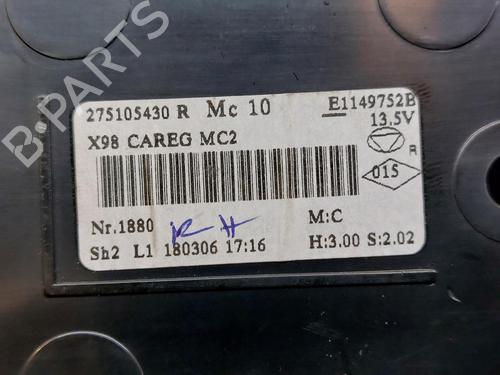 B-PARTS
275105430 R Mc 10 E1149752B
13.5V
X98 CAREG MC2
R
015
Nr.1880 RH M:C
Sh2 L1 180306 17:16 H:3.00 S:2.02